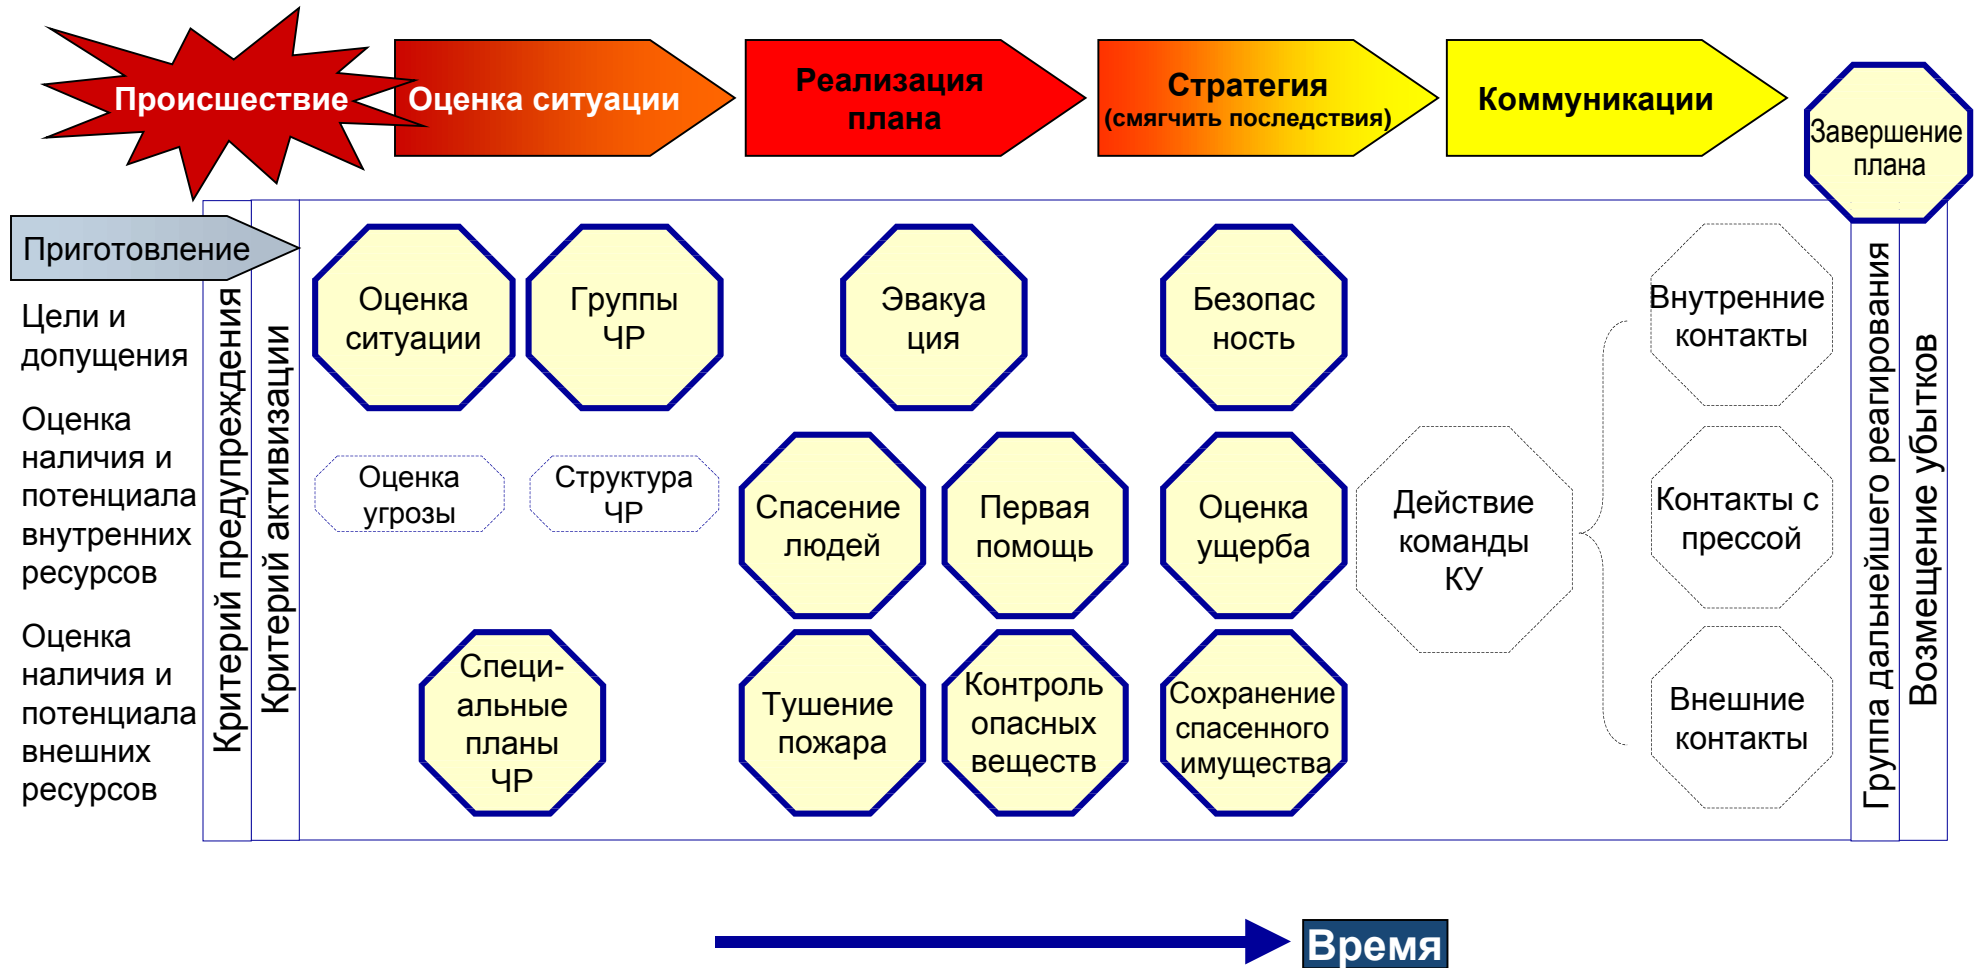 Происшествие
Оценка ситуации
Реализация
плана
Стратегия
(смягчить последствия)
Коммуникации
Завершение
плана
Приготовление
Цели и
допущения
Оценка
наличия и
потенциала
внутренних
ресурсов
Оценка
наличия и
потенциала
внешних
ресурсов
Критерий предупреждения
Критерий активизации
Оценка
ситуации
Группы
ЧР
Оценка
угрозы
Структура
ЧР
Специ-
альные
планы
ЧР
Эвакуа
ция
Спасение
людей
Первая
помощь
Тушение
пожара
Контроль
опасных
веществ
Безопас
ность
Оценка
ущерба
Сохранение
спасенного
имущества
Действие
команды
КУ
Внутренние
контакты
Контакты с
прессой
Внешние
контакты
Группа дальнейшего реагирования
Возмещение убытков
Время